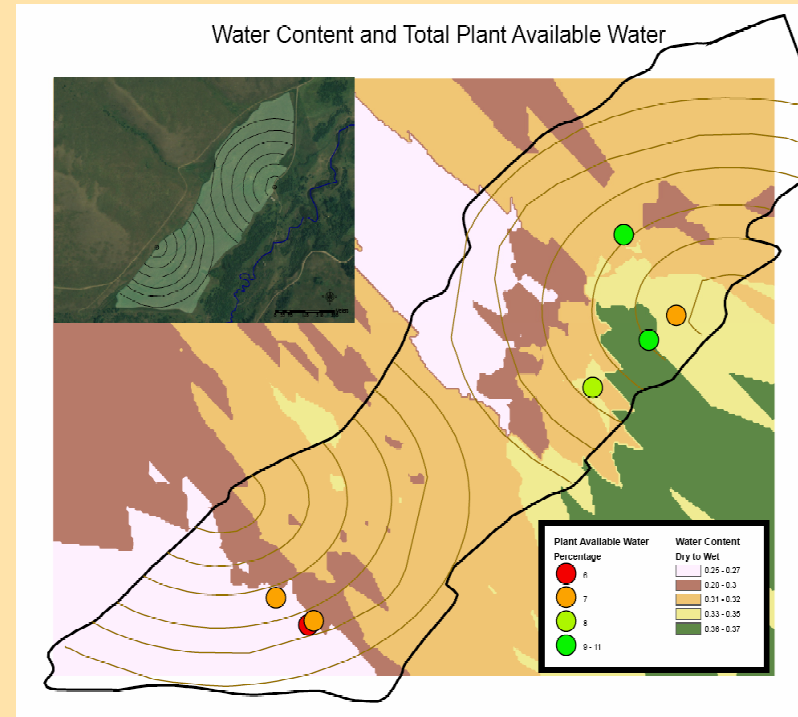 Water Content and Total Plant Available Water
Plant Available Water
Percentage
6
7
8
9 - 11
Water Content
Dry to Wet
0.25 - 0.27
0.28 - 0.3
0.31 - 0.32
0.33 - 0.35
0.36 - 0.37